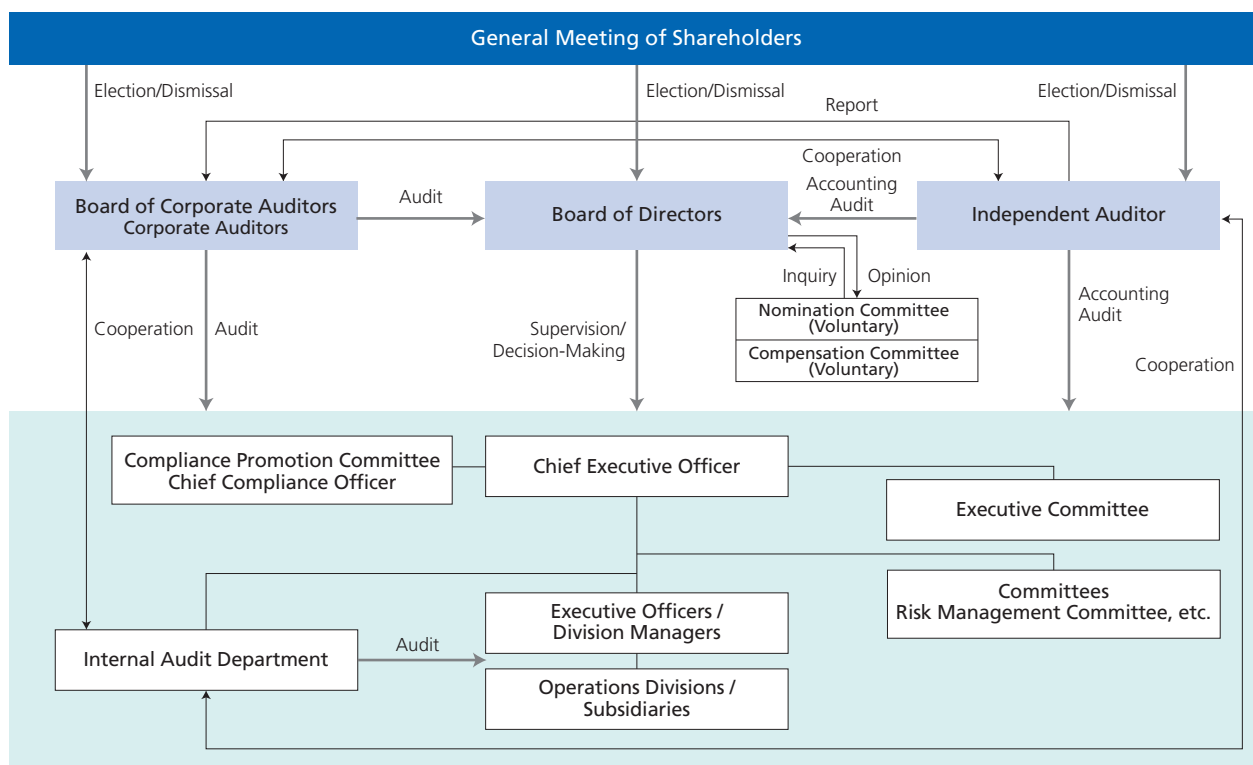 General Meeting of Shareholders
Election/Dismissal
Election/Dismissal
Election/Dismissal
Report
Cooperation
Board of Corporate Auditors
Corporate Auditors
Audit
Board of Directors
Accounting
Audit
Independent Auditor
Inquiry
Opinion
Cooperation
Audit
Supervision/
Decision-Making
Nomination Committee
(Voluntary)
Compensation Committee
(Voluntary)
Accounting
Audit
Cooperation
Compliance Promotion Committee
Chief Compliance Officer
Chief Executive Officer
Executive Committee
Committees
Risk Management Committee, etc.
Executive Officers /
Division Managers
Internal Audit Department
Audit
Operations Divisions /
Subsidiaries